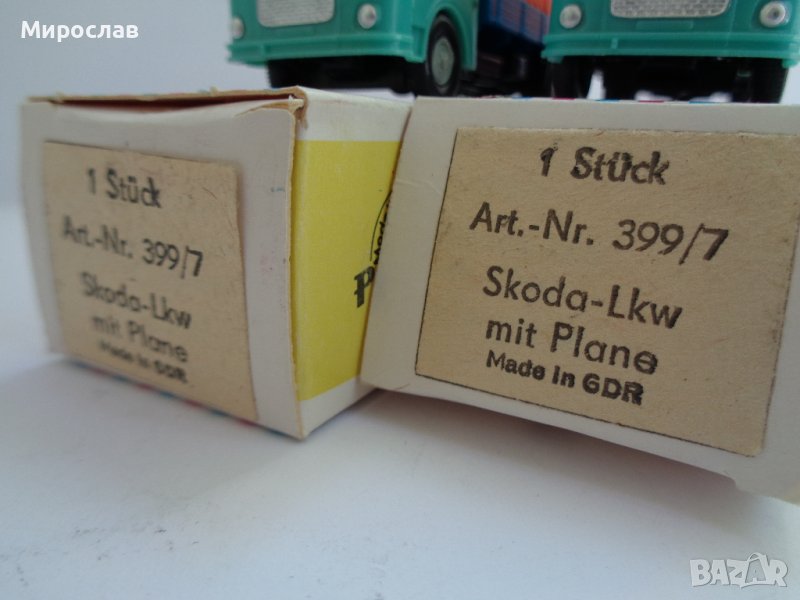 Мирослав
1 Stück
Art.-Nr. 399/7
Skoda-Lkw
mit Plane
Made in GDR
1 Stück
Art.-Nr. 399/7
Skoda-Lkw
mit Plane
Made in GDR
BAZAR